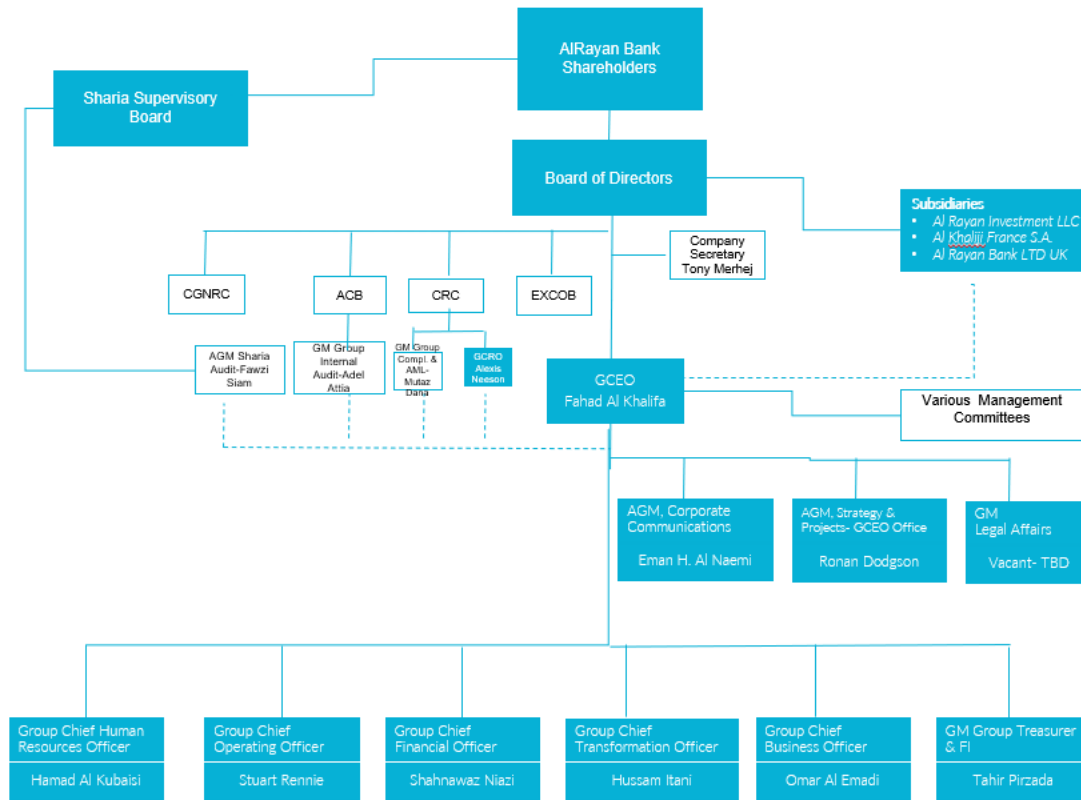 AlRayan Bank
Shareholders
Sharia Supervisory
Board
Board of Directors
Subsidiaries
• Al Rayan Investment LLC
• Al Khaliji France S.A.
• Al Rayan Bank LTD UK
Company
Secretary
Tony Merhej
CGNRC
ACB
CRC
EXCOB
AGM Sharia
Audit-Fawzi
Siam
GM Group
Internal
Audit-Adel
Attia
GM Group
Compl. &
AML-
Mutaz
Dana
GCRO
Alexis
Neeson
GCEO
Fahad Al Khalifa
Various Management
Committees
AGM, Corporate
Communications
Eman H. Al Naemi
AGM, Strategy &
Projects- GCEO Office
Ronan Dodgson
GM
Legal Affairs
Vacant- TBD
Group Chief Human
Resources Officer
Hamad Al Kubaisi
Group Chief
Operating Officer
Stuart Rennie
Group Chief
Financial Officer
Shahnawaz Niazi
Group Chief
Transformation Officer
Hussam Itani
Group Chief
Business Officer
Omar Al Emadi
GM Group Treasurer
& FI
Tahir Pirzada